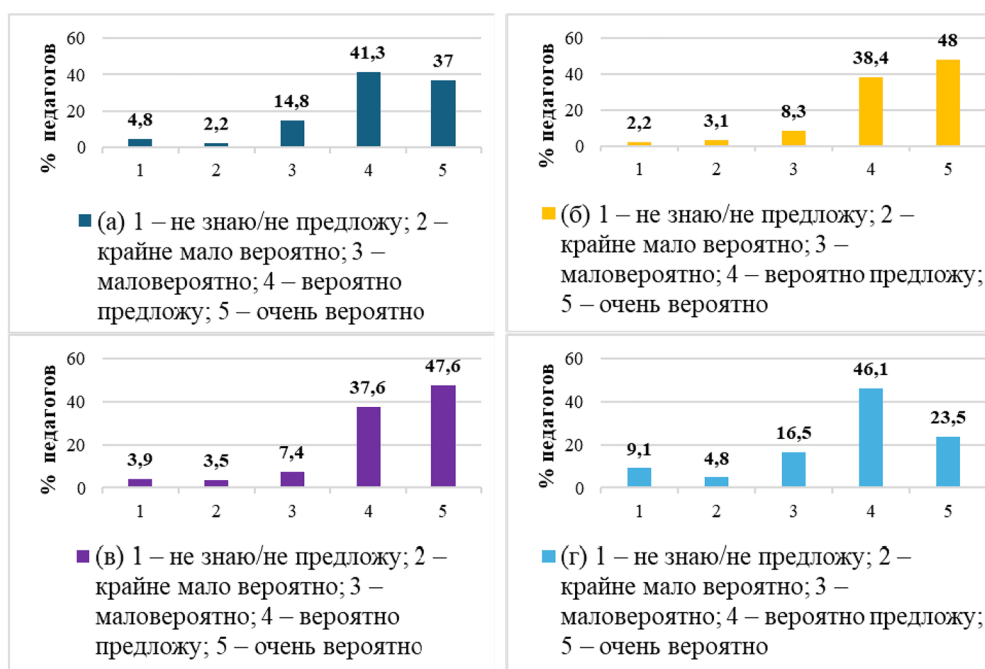 60
40
20
0
% педагогов
4,8
2,2
14,8
41,3
37
1 2 3 4 5
(а) 1 – не знаю/не предложу; 2 –
крайне мало вероятно; 3 –
маловероятно; 4 – вероятно
предложу; 5 – очень вероятно
60
40
20
0
% педагогов
2,2
3,1
8,3
38,4
48
1 2 3 4 5
(б) 1 – не знаю/не предложу; 2 –
крайне мало вероятно; 3 –
маловероятно; 4 – вероятно предложу;
5 – очень вероятно
60
40
20
0
% педагогов
3,9
3,5
7,4
37,6
47,6
1 2 3 4 5
(в) 1 – не знаю/не предложу; 2 –
крайне мало вероятно; 3 –
маловероятно; 4 – вероятно
предложу; 5 – очень вероятно
60
40
20
0
% педагогов
9,1
4,8
16,5
46,1
23,5
1 2 3 4 5
(г) 1 – не знаю/не предложу; 2 –
крайне мало вероятно; 3 –
маловероятно; 4 – вероятно предложу;
5 – очень вероятно